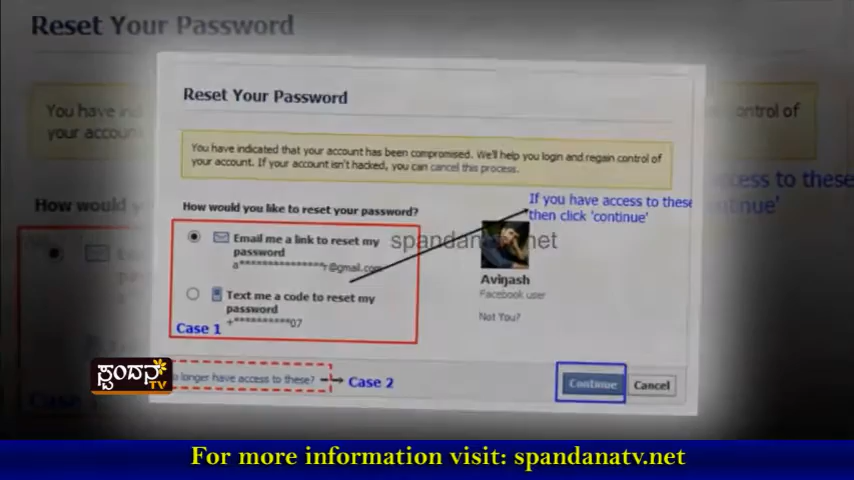 Reset Your Password
Reset Your Password
You have indicated that your account has been compromised. We'll help you login and regain control of
your account. If your account isn't hacked, you can cancel this process.
How would you like to reset your password?
If you have access to these
then click 'continue'
Email me a link to reset my
password
a***************r@gmail.com
spandanatv.net
Text me a code to reset my
password
+**********07
Case 1
Avinash
Facebook user
Not You?
longer have access to these?
Case 2
Continue
Cancel
ಸ್ಪಂದನ
TV
For more information visit: spandanatv.net